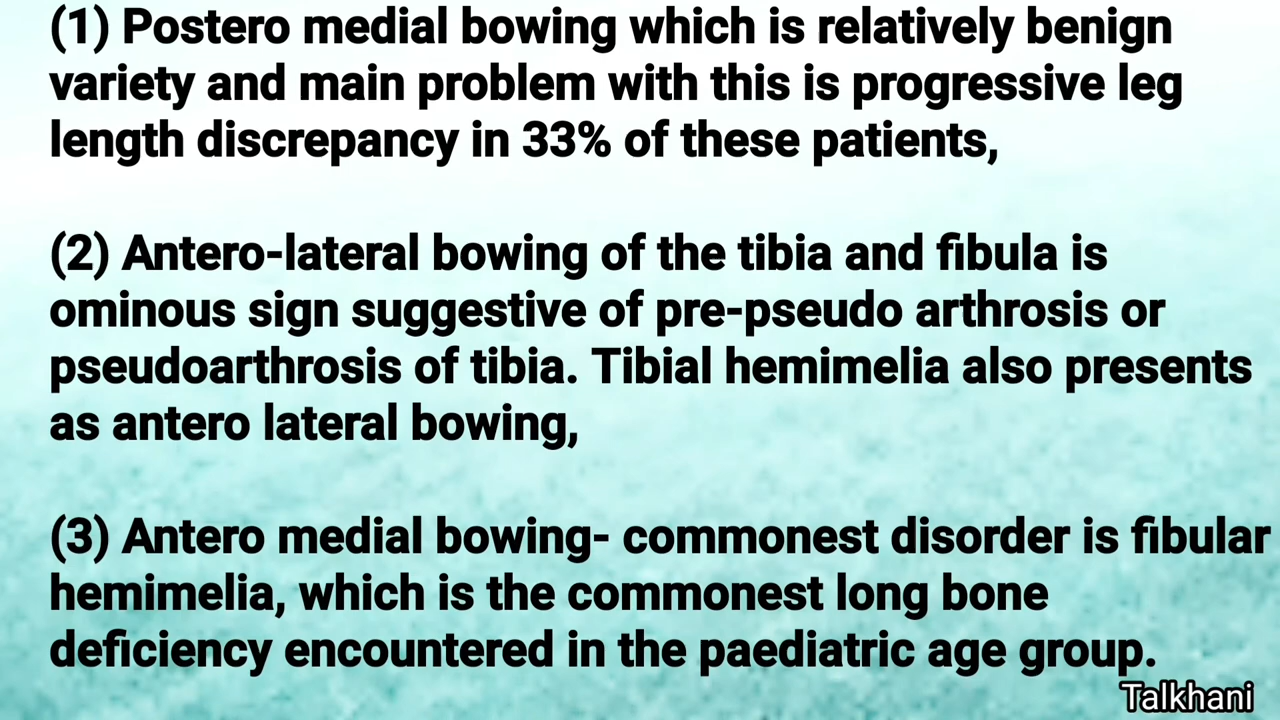 (1) Postero medial bowing which is relatively benign
variety and main problem with this is progressive leg
length discrepancy in 33% of these patients,
(2) Antero-lateral bowing of the tibia and fibula is
ominous sign suggestive of pre-pseudo arthrosis or
pseudoarthrosis of tibia. Tibial hemimelia also presents
as antero lateral bowing,
(3) Antero medial bowing- commonest disorder is fibular
hemimelia, which is the commonest long bone
deficiency encountered in the paediatric age group.
Talkhani